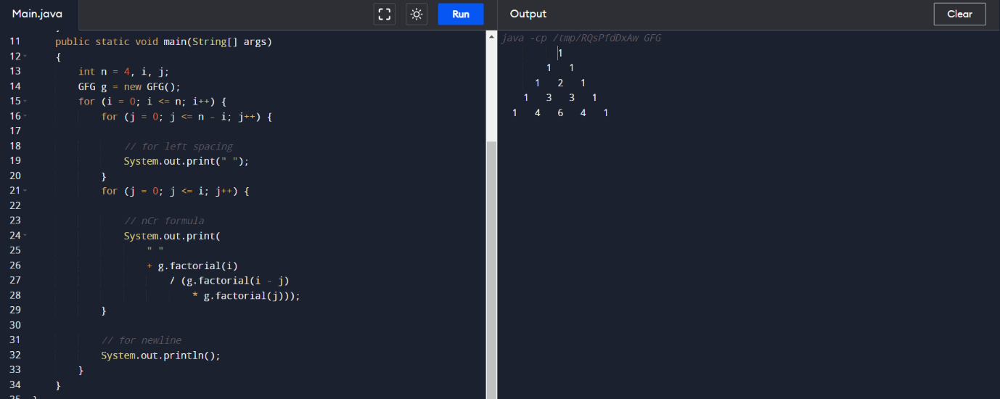 Main.java
Run
Output
Clear
11 public static void main(String[] args)
12 {
13 int n = 4, i, j;
14 GFG g = new GFG();
15 for (i = 0; i <= n; i++) {
16 for (j = 0; j <= n - i; j++) {
17
18 // for left spacing
19 System.out.print(" ");
20 }
21 for (j = 0; j <= i; j++) {
22
23 // nCr formula
24 System.out.print(
25 " "
26 + g.factorial(i)
27 / (g.factorial(i - j)
28 * g.factorial(j)));
29 }
30
31 // for newline
32 System.out.println();
33 }
34 }
java -cp /tmp/RQsPfdDxAw GFG
1
1 1
1 2 1
1 3 3 1
1 4 6 4 1